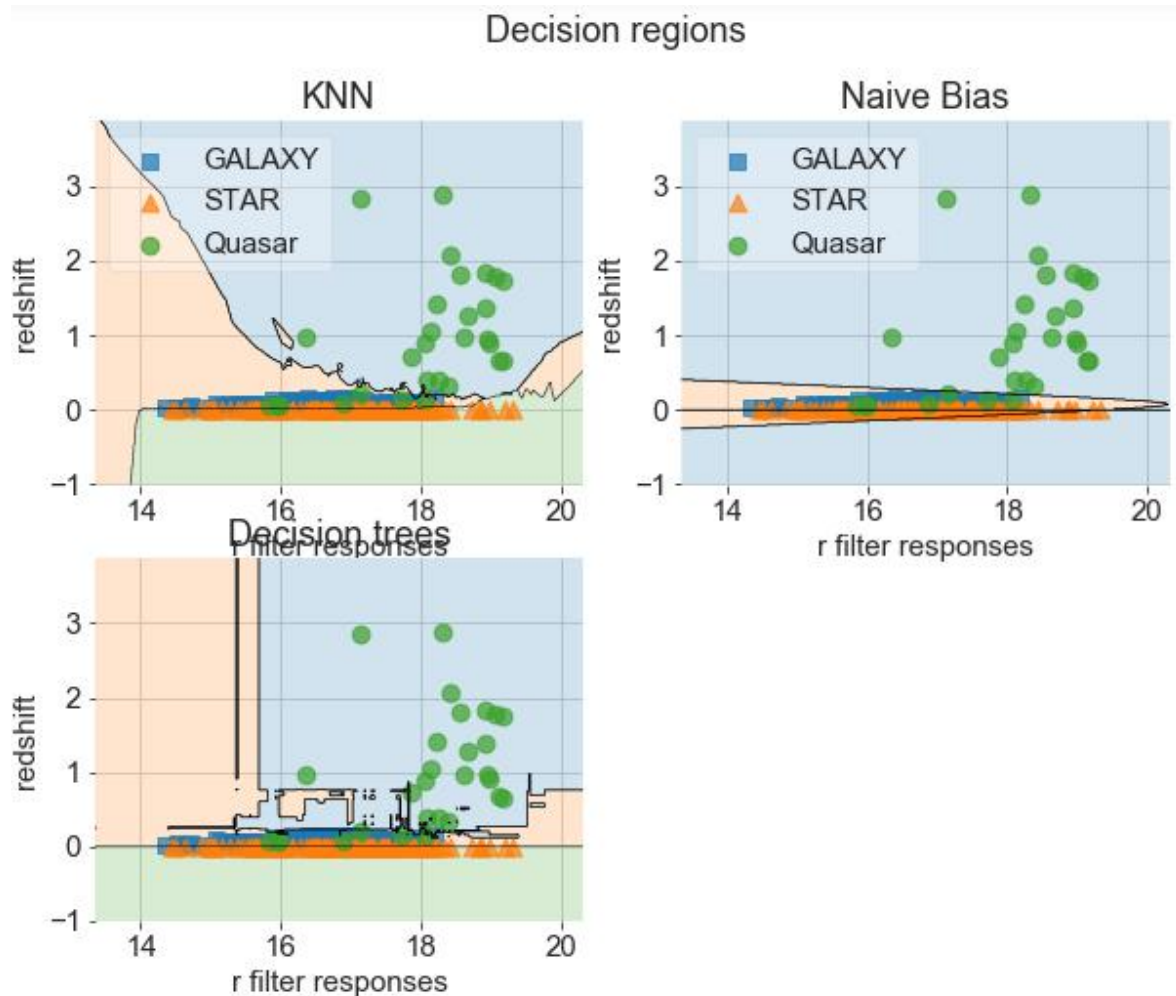 Decision regions
KNN
GALAXY
STAR
Quasar
3
2
1
0
−1
redshift
14
16
18
20
r filter responses
Naive Bias
GALAXY
STAR
Quasar
3
2
1
0
−1
redshift
14
16
18
20
r filter responses
Decision trees
3
2
1
0
−1
redshift
14
16
18
20
r filter responses